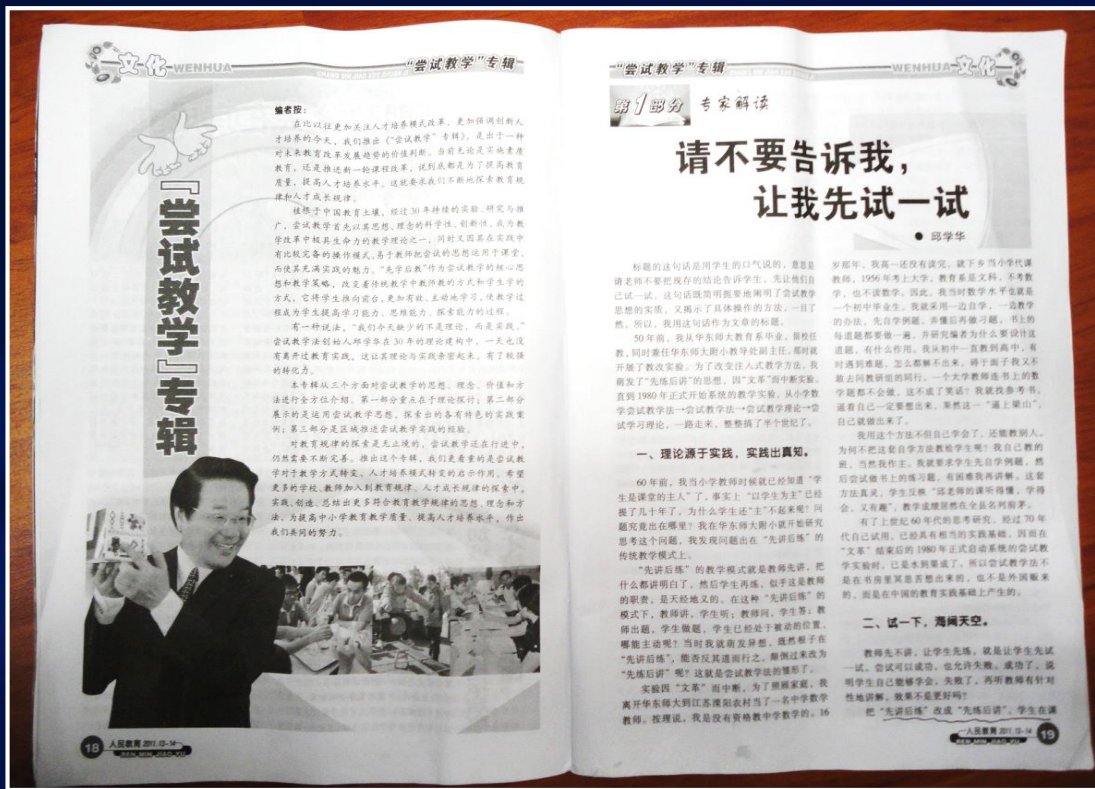 文化 WENHUA
“尝试教学”专辑
『尝试教学』专辑
编者按：
在比以往更加关注人才培养模式改革、更加强调创新人
才培养的今天，我们推出《“尝试教学”专辑》，是出于一种
对未来教育改革发展趋势的价值判断。当前无论是实施素质
教育，还是推进新一轮课程改革，说到底都是为了提高教育
质量，提高人才培养水平。这就要求我们不断地探索教育规
律和人才成长规律。
植根于中国教育土壤，经过30年持续的实验、研究与推
广，尝试教学首先以其思想、理念的科学性、创新性，成为教
学改革中极具生命力的教学理论之一，同时又因其在实践中
有比较完备的操作模式，易于教师把尝试的思想运用于课堂，
而使其充满实践的魅力。“先学后教”作为尝试教学的核心思
想和教学策略，改变着传统教学中教师教的方式和学生学的
方式，它将学生推向前台，更加有效、主动地学习，使教学过
程成为学生提高学习能力、思维能力、探索能力的过程。
有一种说法，“我们今天缺少的不是理论，而是实践。”
尝试教学法创始人邱学华在30年的理论建构中，一天也没
有离开过教育实践，这让其理论与实践亲密起来，有了较强
的转化力。
本专辑从三个方面对尝试教学的思想、理念、价值和方
法进行全方位介绍。第一部分重点在于理论探讨；第二部分
展示的是运用尝试教学思想，探索出的各有特色的实践案
例；第三部分是区域推进尝试教学实践的经验。
对教育规律的探索是无止境的，尝试教学还在行进中，
仍然需要不断完善。推出这个专辑，我们更看重的是尝试教
学对于教学方式转变、人才培养模式转变的启示作用。希望
更多的学校、教师加入到教育规律、人才成长规律的探索中，
实践、创造、总结出更多符合教育教学规律的思想、理念和方
法，为提高中小学教育教学质量、提高人才培养水平，作出
我们共同的努力。
18 人民教育 2011.13-14
REN MIN JIAO YU
“尝试教学”专辑
WENHUA 文化
第1部分 专家解读
请不要告诉我，
让我先试一试
● 邱学华
标题的这句话是用学生的口气说的，意思是
请老师不要把现存的结论告诉学生，先让他们自
己试一试。这句话既简明扼要地阐明了尝试教学
思想的实质，又揭示了具体操作的方法，一目了
然。所以，我用这句话作为文章的标题。
50年前，我从华东师大教育系毕业，留校任
教，同时兼任华东师大附小教导处副主任，那时就
开展了教改实验。为了改变注入式教学方法，我
萌发了“先练后讲”的思想，因“文革”而中断实验。
直到1980年正式开始系统的教学实验，从小学数
学尝试教学法→尝试教学法→尝试教学理论→尝
试学习理论，一路走来，整整搞了半个世纪了。
一、理论源于实践，实践出真知。
60年前，我当小学教师时候就已经知道“学
生是课堂的主人”了，事实上“以学生为主”已经
提了几十年了，为什么学生还“主”不起来呢？问
题究竟出在哪里？我在华东师大附小就开始研究
思考这个问题。我发现问题出在“先讲后练”的
传统教学模式上。
“先讲后练”的教学模式就是教师先讲，把
什么都讲明白了，然后学生再练，似乎这是教师
的职责，是天经地义的。在这种“先讲后练”的
模式下，教师讲，学生听；教师问，学生答；教
师出题，学生做题，学生已经处于被动的位置，
哪能主动呢？当时我就萌发异想，既然根子在
“先讲后练”，能否反其道而行之，颠倒过来改为
“先练后讲”呢？这就是尝试教学法的雏形了。
实验因“文革”而中断，为了照顾家庭，我
离开华东师大到江苏溧阳农村当了一名中学数学
教师。按理说，我是没有资格教中学数学的。16
岁那年，我高一还没有读完，就下乡当小学代课
教师，1956年考上大学，教育系是文科，不考数
学，也不读数学。因此，我当时数学水平也就是
一个初中毕业生。我就采用一边自学，一边教学
的办法，先自学例题，弄懂后再做习题，书上的
每道题都要做一遍，并研究编者为什么要设计这
道题，有什么作用。我从初中一直教到高中，有
时遇到难题，怎么都解不出来，碍于面子我又不
敢去问教研组的同行，一个大学教师连书上的数
学题都不会做，这不成了笑话？我就找参考书，
逼着自己一定要想出来，果然这一“逼上梁山”，
自己就做出来了。
我用这个方法不但自己学会了，还能教别人，
为何不把这套自学方法教给学生呢？我自己教的
班，当然我作主。我就要求学生先自学例题，然
后尝试做书上的练习题，有困难我再讲解。这套
方法真灵，学生反映“邱老师的课听得懂，学得
会，又有趣”，教学成绩居然在全县名列前茅。
有了上世纪60年代的思考研究，经过70年
代自己试用，已经具有相当的实践基础，因而在
“文革”结束后的1980年正式启动系统的尝试教
学实验时，已是水到渠成了。所以尝试教学法不
是在书房里冥思苦想出来的，也不是外国贩来
的，而是在中国的教育实践基础上产生的。
二、试一下，海阔天空。
教师先不讲，让学生先练，就是让学生先试
一试。尝试可以成功，也允许失败。成功了，说
明学生自己能够学会，失败了，再听教师有针对
性地讲解，效果不是更好吗？
把“先讲后练”改成“先练后讲”，学生在课
人民教育 2011.13-14 19
REN MIN JIAO YU